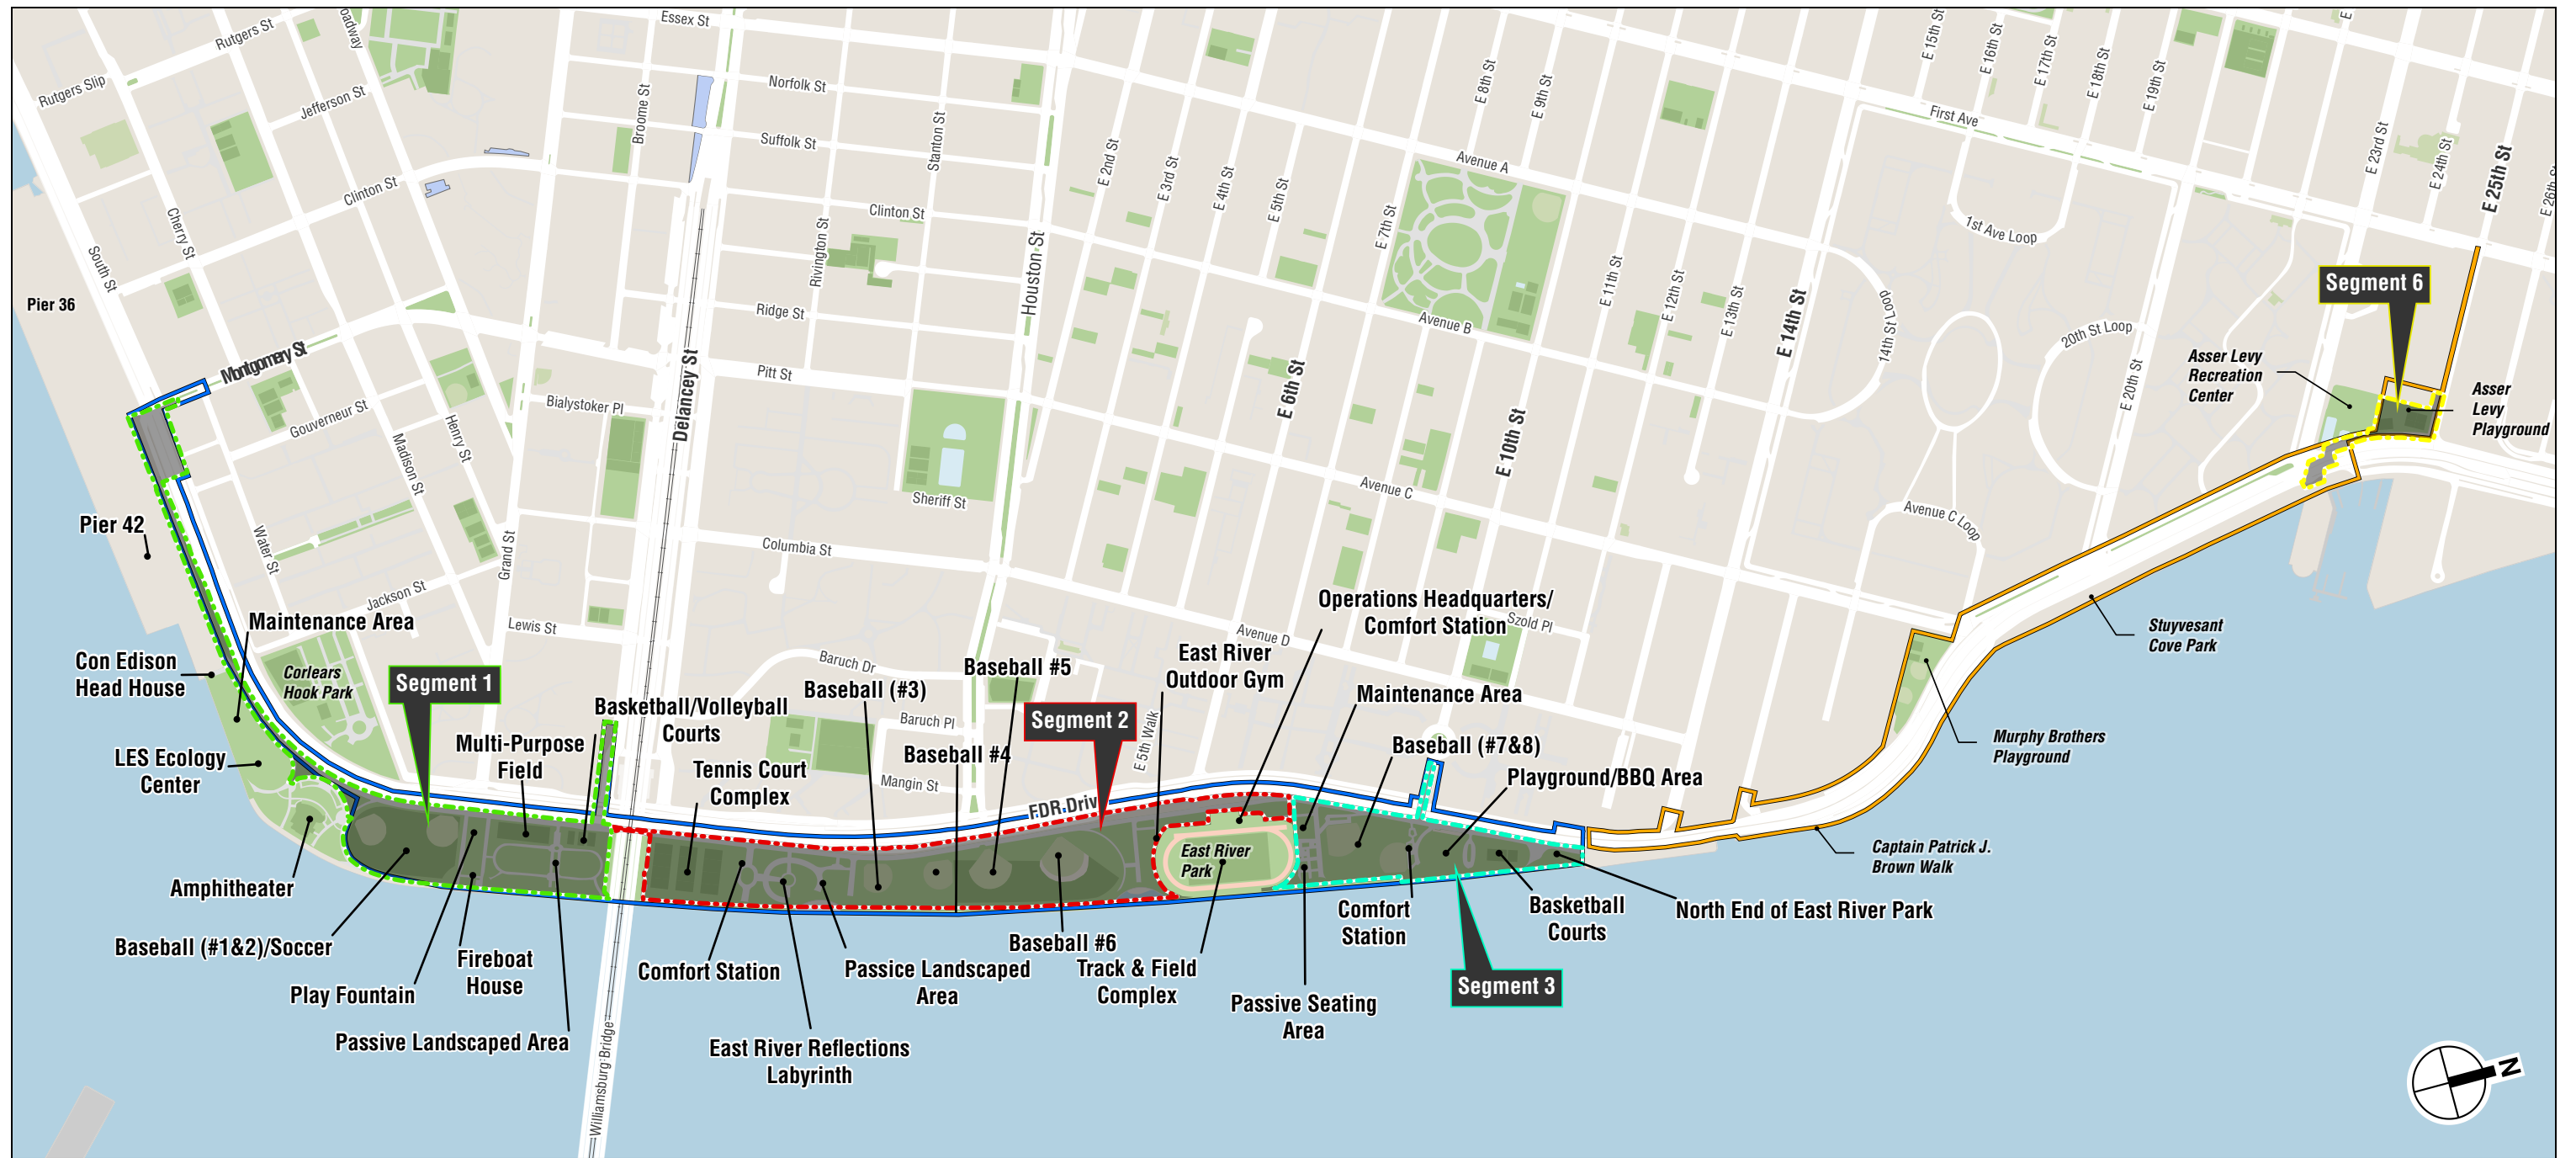 Essex St
Rutgers St
Broadway
Rutgers Slip
Jefferson St
Broome St
Norfolk St
Suffolk St
Stanton St
E 2nd St
E 3rd St
E 4th St
E 5th St
E 7th St
E 8th St
E 9th St
Avenue A
First Ave
E 15th St
E 16th St
E 17th St
E 18th St
E 19th St
E 23rd St
E 24th St
E 25th St
E 26th St
Clinton St
Cherry St
South St
Clinton St
Rivington St
Houston St
Ridge St
Pitt St
Pier 36
Montgomery St
Gouverneur St
Madison St
Henry St
Bialystoker Pl
Delancey St
Sheriff St
E 6th St
Avenue B
E 10th St
Avenue C
E 11th St
E 12th St
E 13th St
E 14th St
14th St Loop
1st Ave Loop
20th St Loop
E 20th St
Avenue C Loop
Segment 6
Asser Levy
Recreation
Center
Asser
Levy
Playground
Pier 42
Water St
Grand St
Columbia St
Jackson St
Lewis St
Maintenance Area
Con Edison
Head House
Corlears
Hook Park
Segment 1
LES Ecology
Center
Multi-Purpose
Field
Basketball/Volleyball
Courts
Tennis Court
Complex
Baruch Dr
Baseball (#3)
Baruch Pl
Mangin St
Baseball #4
Baseball #5
Segment 2
FDR Driv
E 5th Walk
East River
Outdoor Gym
Avenue D
Operations Headquarters/
Comfort Station
Szold Pl
Maintenance Area
Baseball (#7&8)
Playground/BBQ Area
Stuyvesant
Cove Park
Murphy Brothers
Playground
Captain Patrick J.
Brown Walk
East River
Park
Amphitheater
Baseball (#1&2)/Soccer
Play Fountain
Fireboat
House
Passive Landscaped Area
Williamsburg Bridge
Comfort Station
East River Reflections
Labyrinth
Passice Landscaped
Area
Baseball #6
Track & Field
Complex
Passive Seating
Area
Comfort
Station
Segment 3
Basketball
Courts
North End of East River Park
N